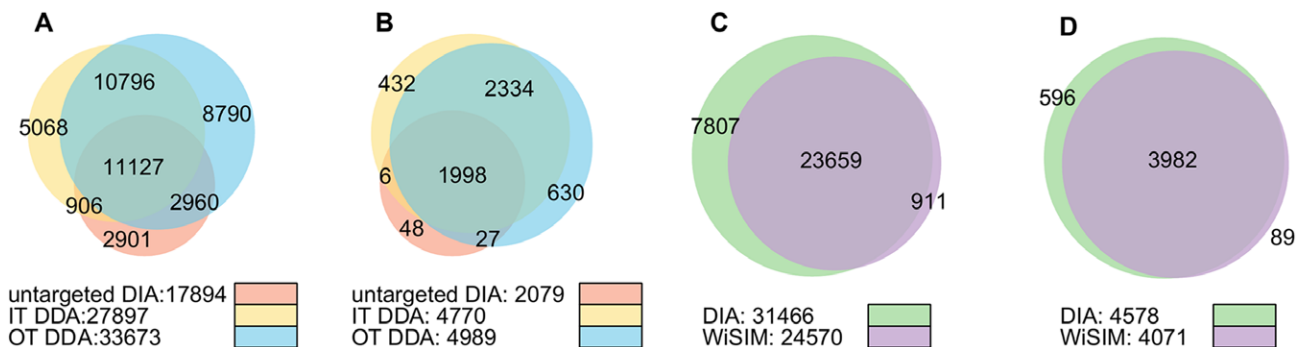 A
10796
8790
5068
11127
906
2960
2901
untargeted DIA:17894
IT DDA:27897
OT DDA:33673
B
432
2334
6
1998
630
48
27
untargeted DIA: 2079
IT DDA: 4770
OT DDA: 4989
C
7807
23659
911
DIA: 31466
WiSIM: 24570
D
596
3982
89
DIA: 4578
WiSIM: 4071